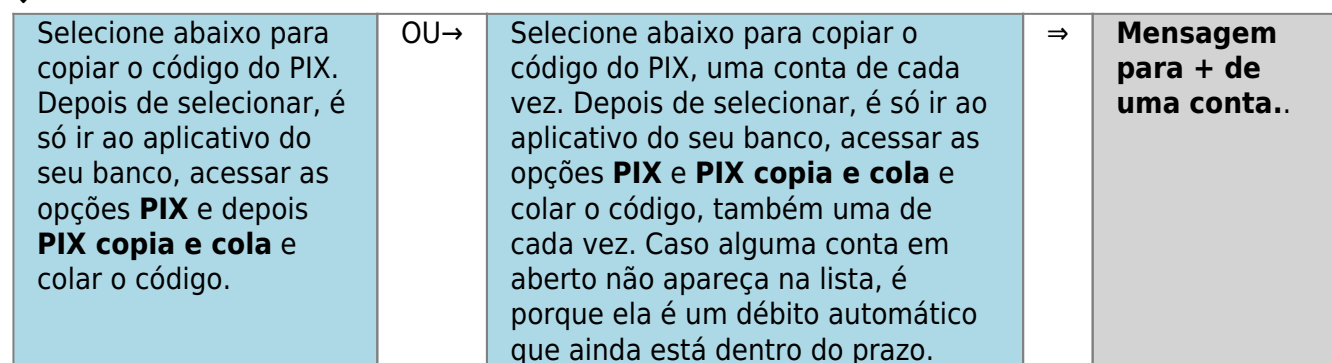 Selecione abaixo para
copiar o código do PIX.
Depois de selecionar, é
só ir ao aplicativo do
seu banco, acessar as
opções PIX e depois
PIX copia e cola e
colar o código.
OU→
Selecione abaixo para copiar o
código do PIX, uma conta de cada
vez. Depois de selecionar, é só ir ao
aplicativo do seu banco, acessar as
opções PIX e PIX copia e cola e
colar o código, também uma de
cada vez. Caso alguma conta em
aberto não apareça na lista, é
porque ela é um débito automático
que ainda está dentro do prazo.
⇒
Mensagem
para + de
uma conta..